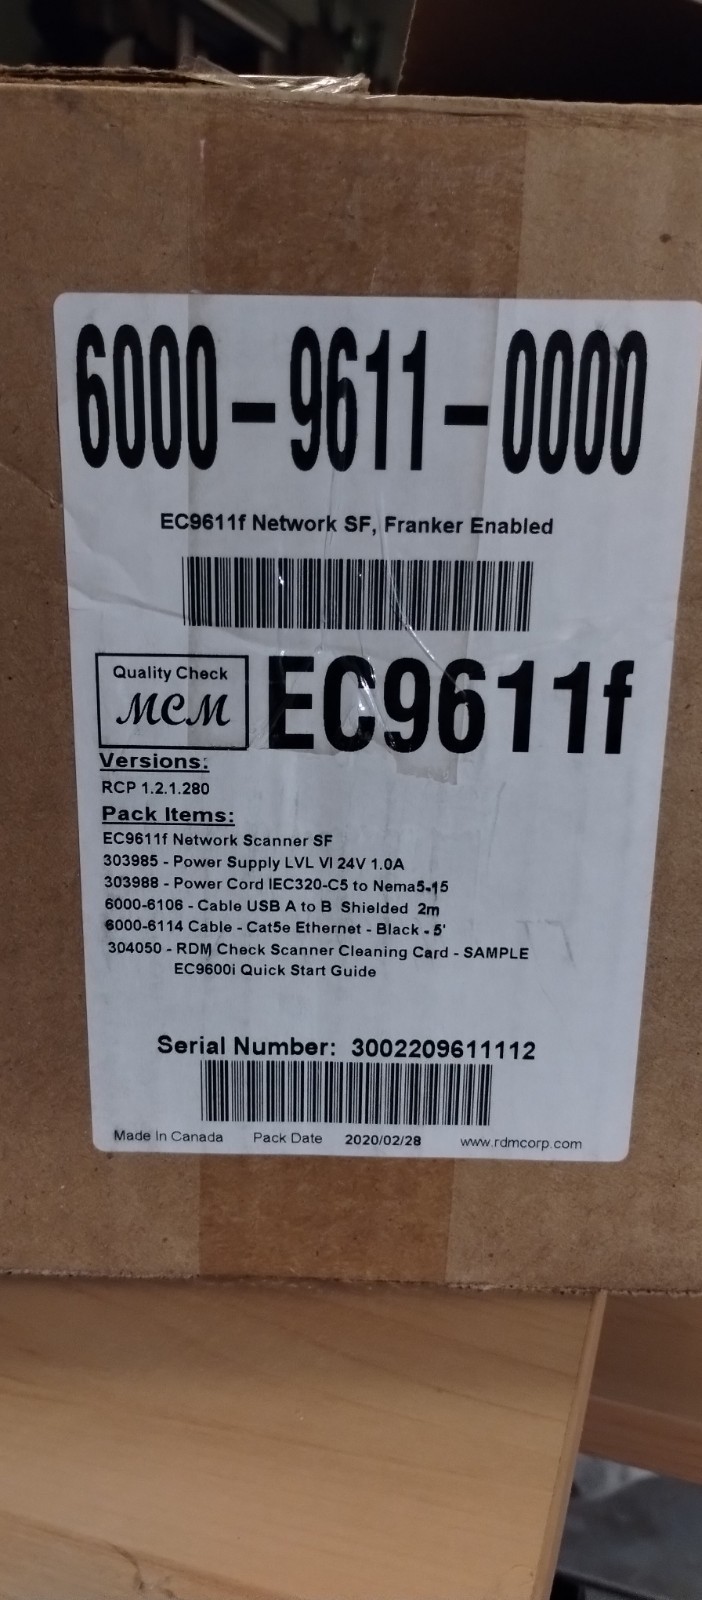 6000-9611-0000
EC9611f Network SF, Franker Enabled
Quality Check
MCM
EC9611f
Versions:
RCP 1.2.1.280
Pack Items:
EC9611f Network Scanner SF
303985 - Power Supply LVL VI 24V 1.0A
303988 - Power Cord IEC320-C5 to Nema5-15
6000-6106 - Cable USB A to B Shielded 2m
6000-6114 Cable - Cat5e Ethernet - Black - 5'
304050 - RDM Check Scanner Cleaning Card - SAMPLE
EC9600i Quick Start Guide
Serial Number: 3002209611112
Made In Canada Pack Date 2020/02/28 www.rdmcorp.com